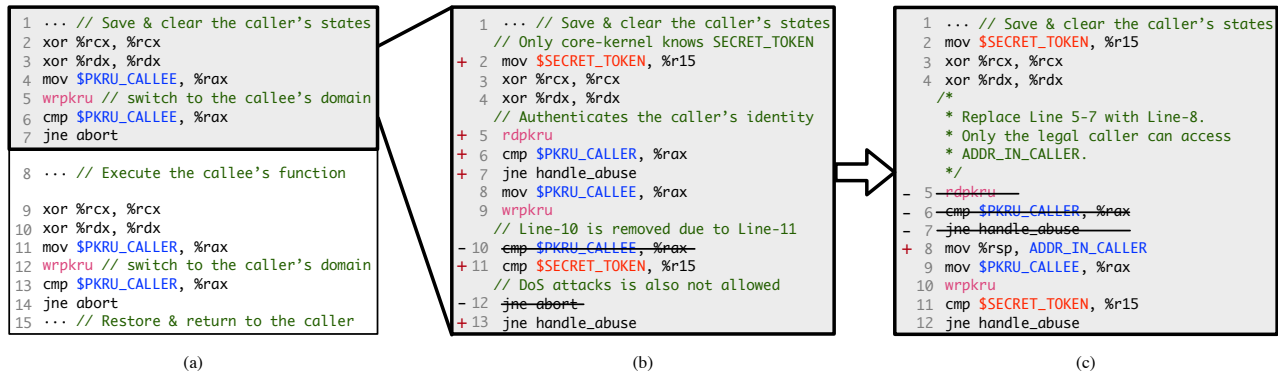 1 ··· // Save & clear the caller's states
2 xor %rcx, %rcx
3 xor %rdx, %rdx
4 mov $PKRU_CALLEE, %rax
5 wrpkru // switch to the callee's domain
6 cmp $PKRU_CALLEE, %rax
7 jne abort
8 ··· // Execute the callee's function
9 xor %rcx, %rcx
10 xor %rdx, %rdx
11 mov $PKRU_CALLER, %rax
12 wrpkru // switch to the caller's domain
13 cmp $PKRU_CALLER, %rax
14 jne abort
15 ··· // Restore & return to the caller
(a)
1 ··· // Save & clear the caller's states
// Only core-kernel knows SECRET_TOKEN
+ 2 mov $SECRET_TOKEN, %r15
3 xor %rcx, %rcx
4 xor %rdx, %rdx
// Authenticates the caller's identity
+ 5 rdpkru
+ 6 cmp $PKRU_CALLER, %rax
+ 7 jne handle_abuse
8 mov $PKRU_CALLEE, %rax
9 wrpkru
// Line-10 is removed due to Line-11
- 10 cmp $PKRU_CALLEE, %rax
+ 11 cmp $SECRET_TOKEN, %r15
// DoS attacks is also not allowed
- 12 jne abort
+ 13 jne handle_abuse
(b)
1 ··· // Save & clear the caller's states
2 mov $SECRET_TOKEN, %r15
3 xor %rcx, %rcx
4 xor %rdx, %rdx
/*
* Replace Line 5-7 with Line-8.
* Only the legal caller can access
* ADDR_IN_CALLER.
*/
- 5 rdpkru
- 6 cmp $PKRU_CALLER, %rax
- 7 jne handle_abuse
+ 8 mov %rsp, ADDR_IN_CALLER
9 mov $PKRU_CALLEE, %rax
10 wrpkru
11 cmp $SECRET_TOKEN, %r15
12 jne handle_abuse
(c)